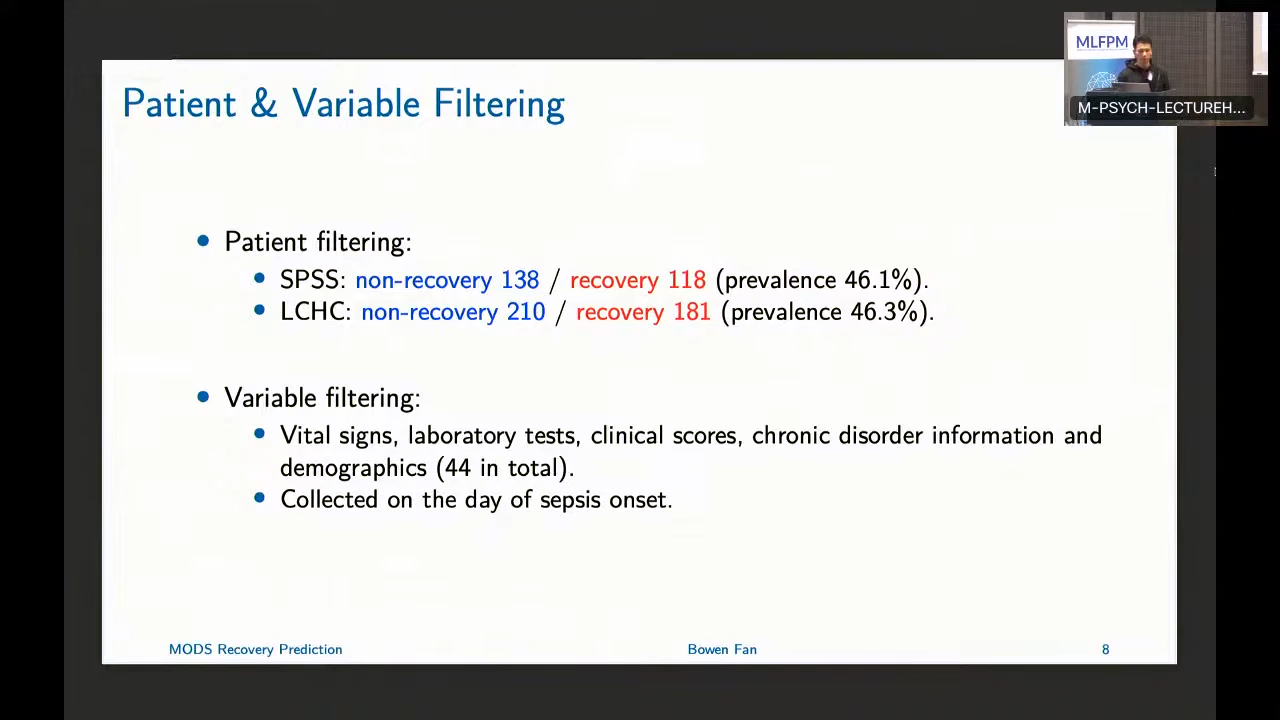 MLFPM
M-PSYCH-LECTUREH...
Patient & Variable Filtering
• Patient filtering:
• SPSS: non-recovery 138 / recovery 118 (prevalence 46.1%).
• LCHC: non-recovery 210 / recovery 181 (prevalence 46.3%).
• Variable filtering:
• Vital signs, laboratory tests, clinical scores, chronic disorder information and
demographics (44 in total).
• Collected on the day of sepsis onset.
MODS Recovery Prediction
Bowen Fan
8